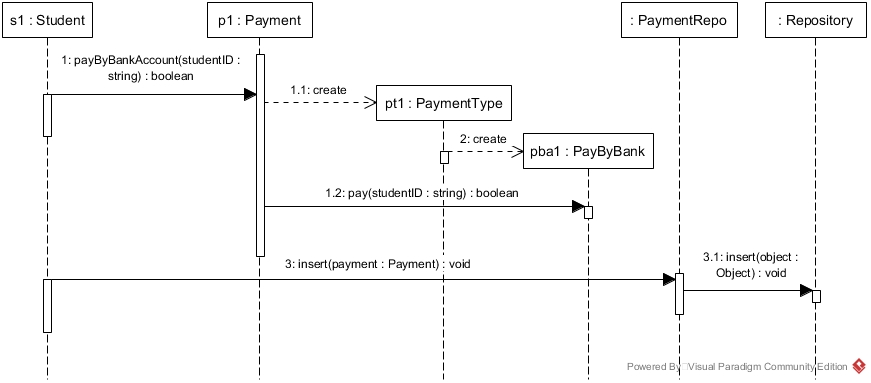 s1 : Student
p1 : Payment
: PaymentRepo
: Repository
1: payByBankAccount(studentID :
string) : boolean
1.1: create
pt1 : PaymentType
2: create
pba1 : PayByBank
1.2: pay(studentID : string) : boolean
3: insert(payment : Payment) : void
3.1: insert(object :
Object) : void
Powered By Visual Paradigm Community Edition